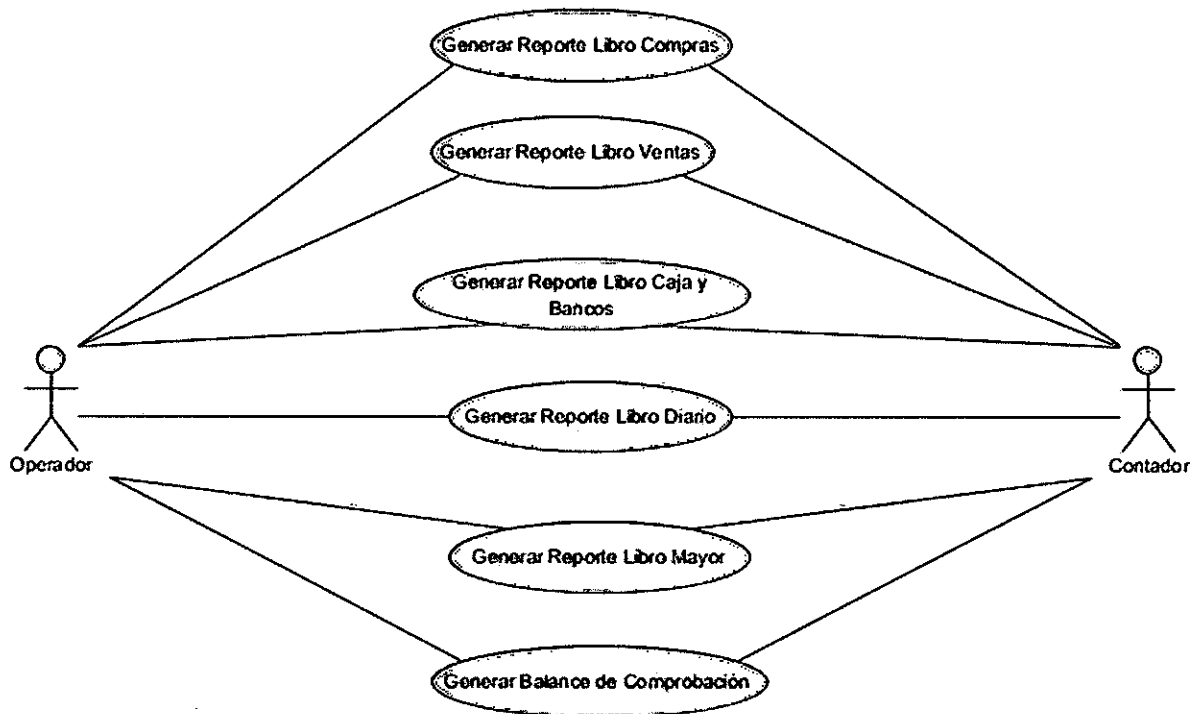 Generar Reporte Libro Compras
Generar Reporte Libro Ventas
Generar Reporte Libro Caja y
Bancos
Generar Reporte Libro Diario
Operador
Contador
Generar Reporte Libro Mayor
Generar Balance de Comprobación